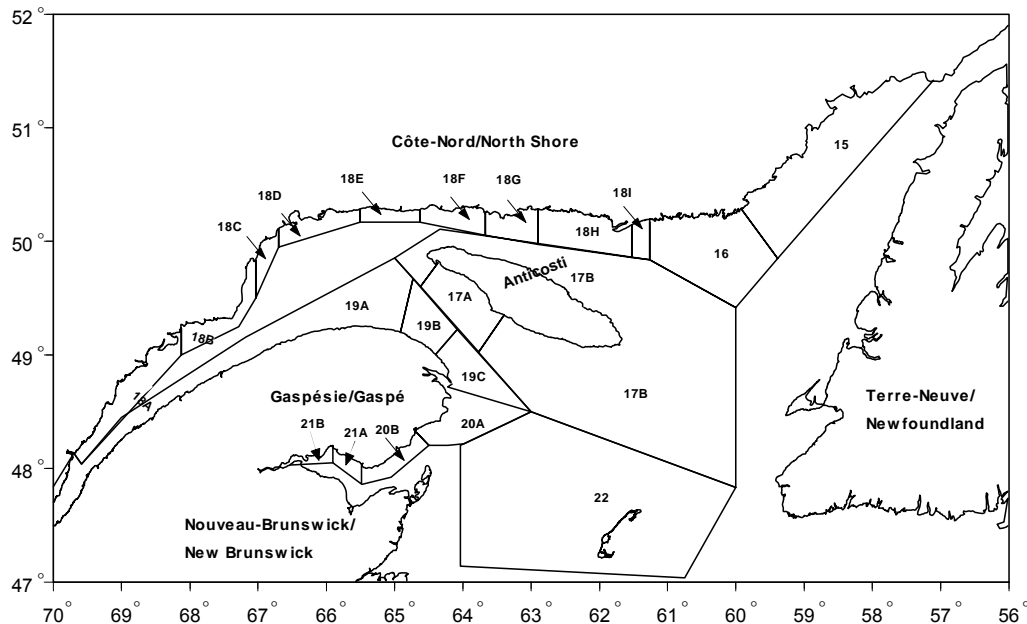 52°
51°
50°
49°
48°
47°
70° 69° 68° 67° 66° 65° 64° 63° 62° 61° 60° 59° 58° 57° 56°
Côte-Nord/North Shore
15
18E
18F
18G
18I
18D
18C
18H
16
Anticosti
17B
17A
19A
19B
18B
19C
17B
18A
Gaspésie/Gaspé
Terre-Neuve/
Newfoundland
21B
21A
20B
20A
22
Nouveau-Brunswick/
New Brunswick